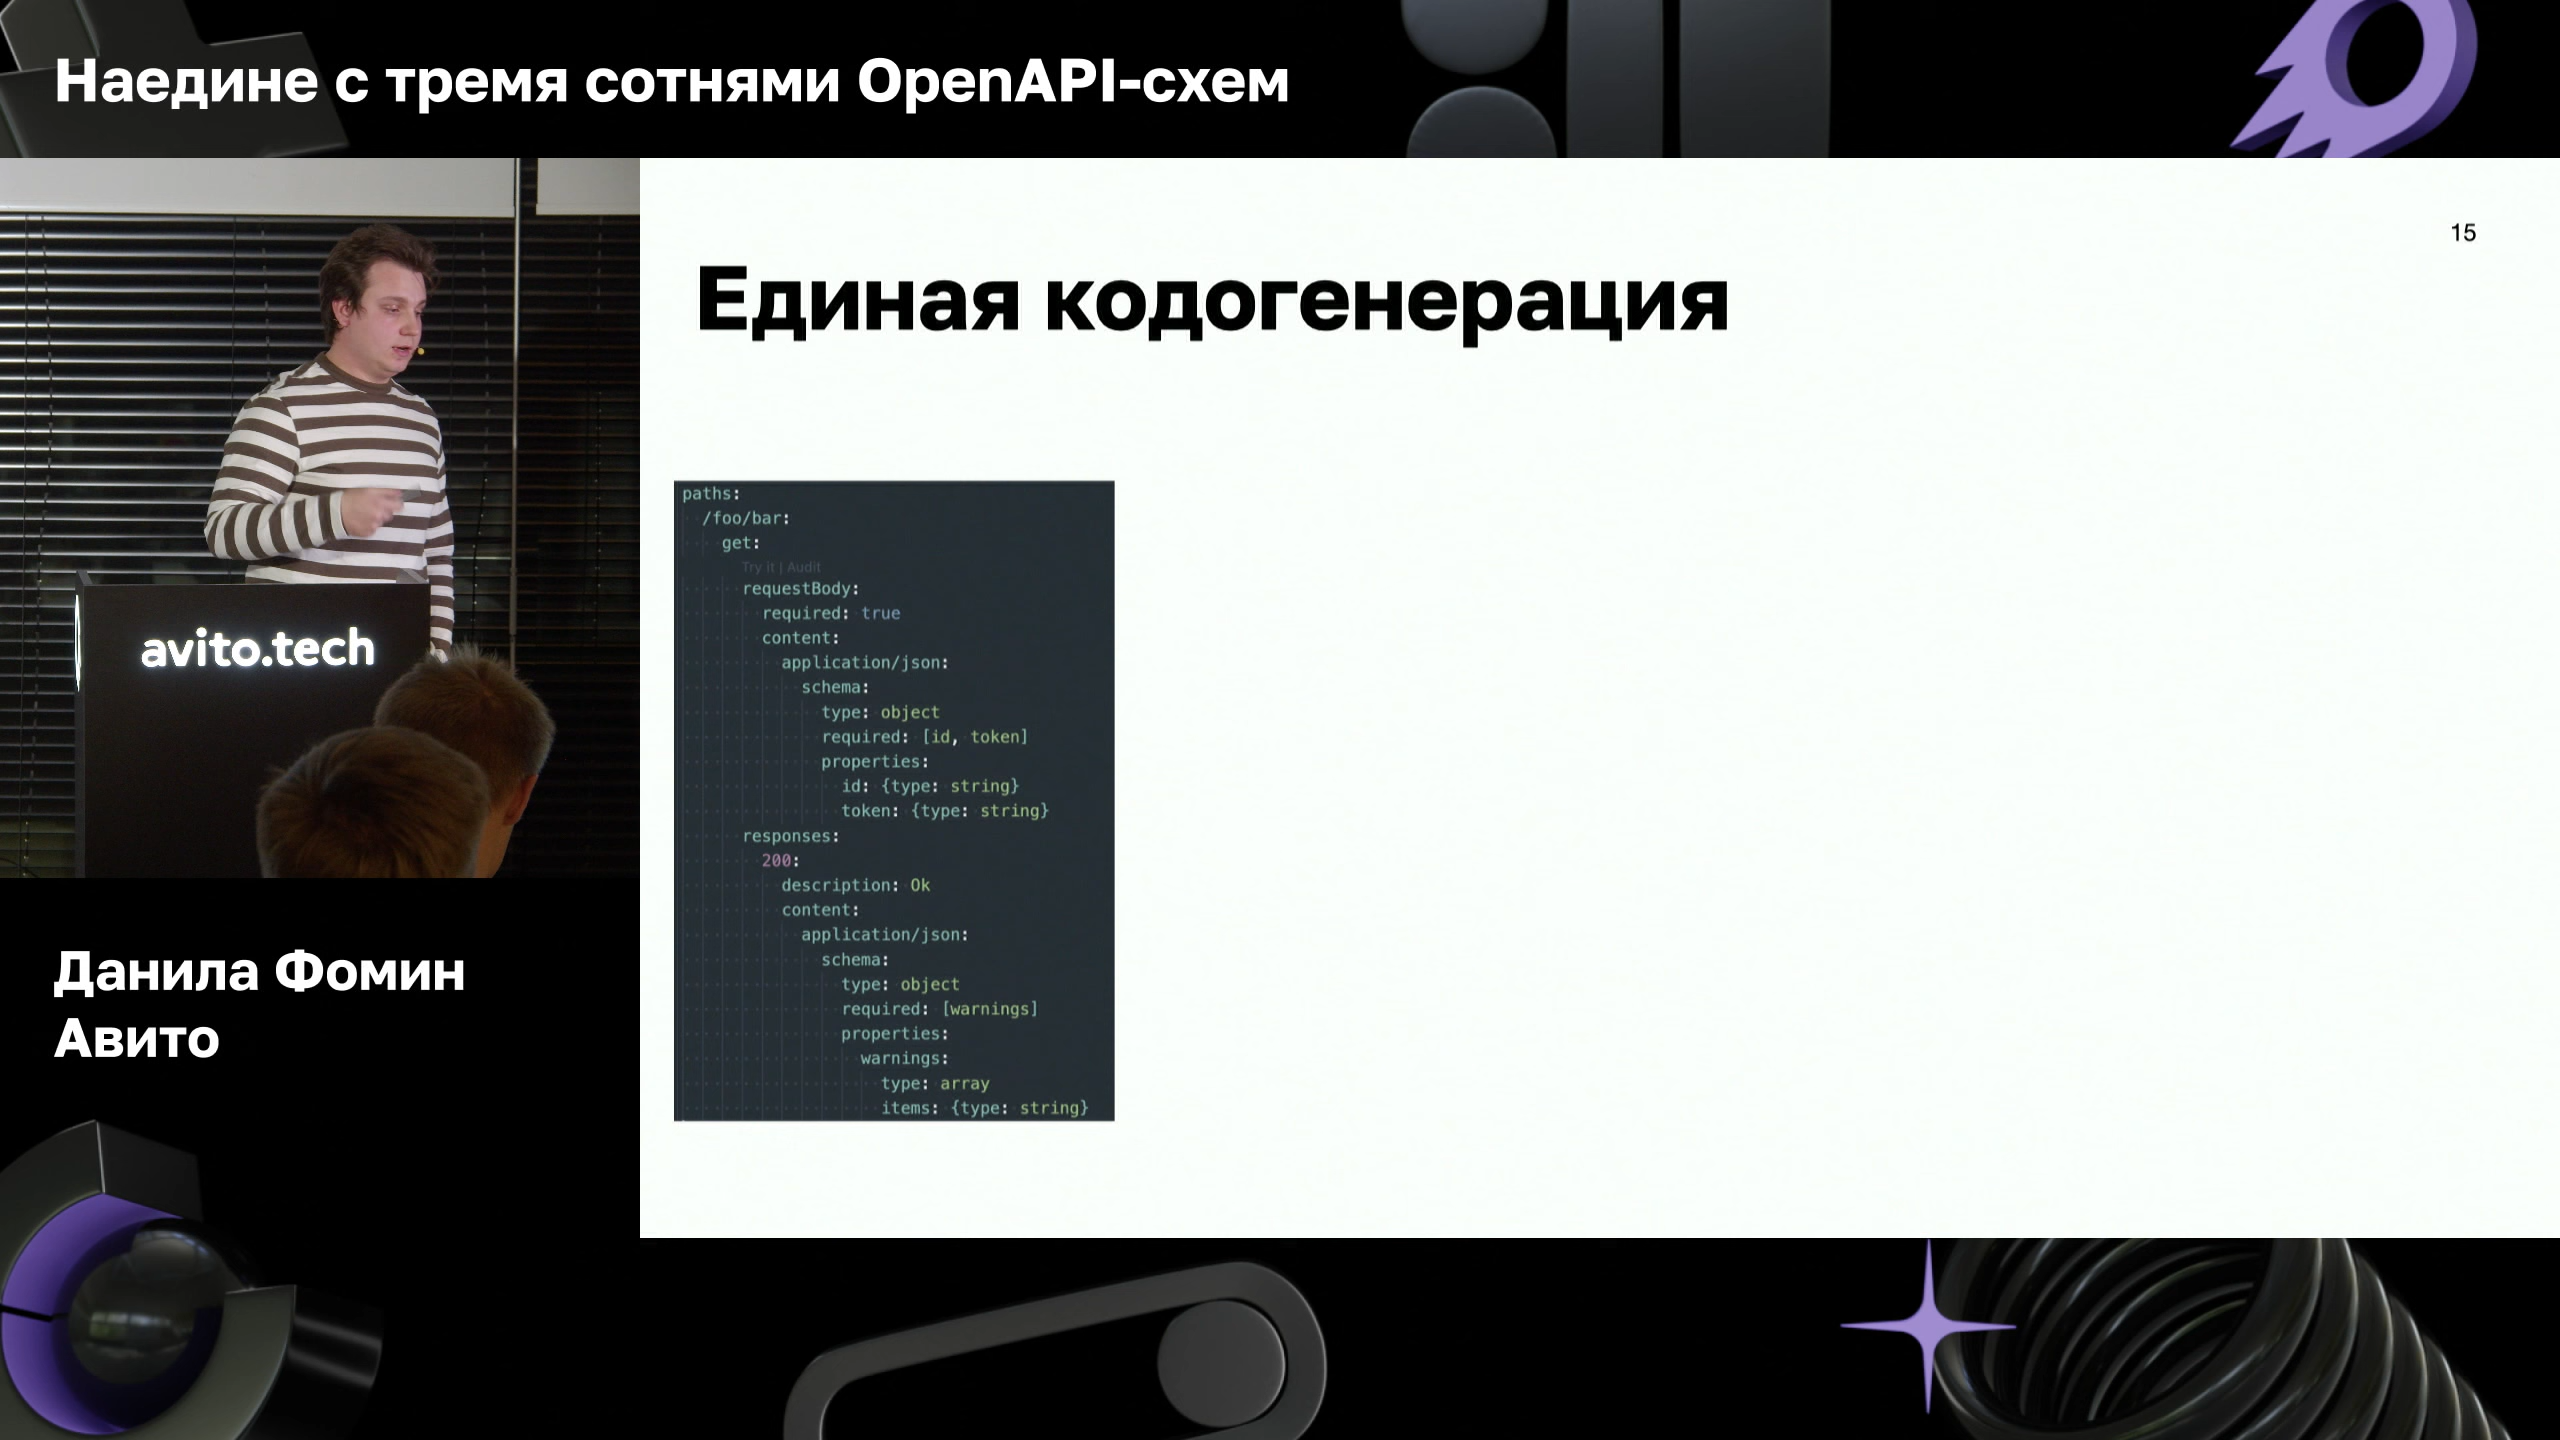 Наедине с тремя сотнями OpenAPI-схем
15
Единая кодогенерация
paths:
/foo/bar:
get:
Try it | Audit
requestBody:
required: true
content:
application/json:
schema:
type: object
required: [id, token]
properties:
id: {type: string}
token: {type: string}
responses:
200:
description: Ok
content:
application/json:
schema:
type: object
required: [warnings]
properties:
warnings:
type: array
items: {type: string}
avito.tech
Данила Фомин
Авито